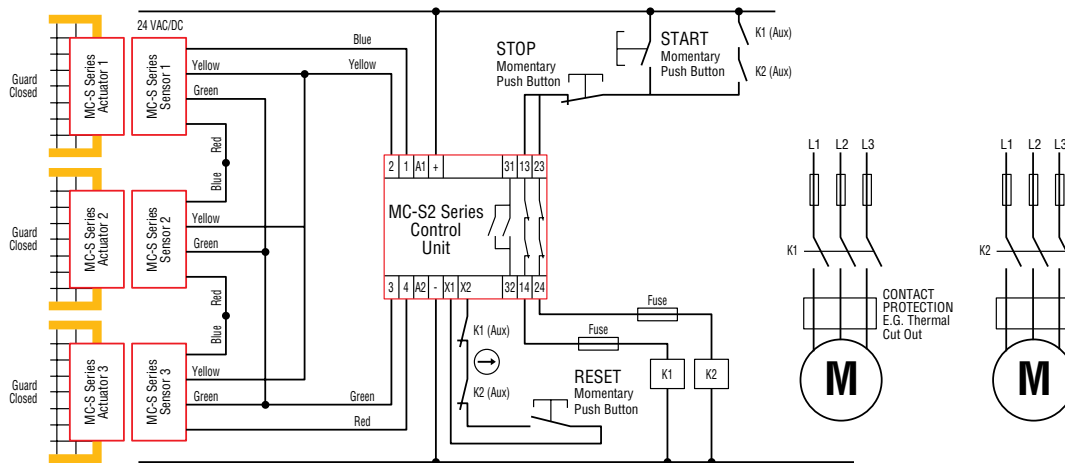 24 VAC/DC
Guard
Closed
MC-S Series
Actuator 1
MC-S Series
Sensor 1
Blue
Yellow
Yellow
Green
Red
Blue
Guard
Closed
MC-S Series
Actuator 2
MC-S Series
Sensor 2
Yellow
Green
Red
Blue
Guard
Closed
MC-S Series
Actuator 3
MC-S Series
Sensor 3
Yellow
Green
Green
Red
STOP
Momentary
Push Button
START
Momentary
Push Button
K1 (Aux)
K2 (Aux)
2 1 A1 + 31 13 23
MC-S2 Series
Control
Unit
3 4 A2 - X1 X2 32 14 24
K1 (Aux)
K2 (Aux)
RESET
Momentary
Push Button
Fuse
Fuse
K1
K2
L1 L2 L3
K1
CONTACT
PROTECTION
E.G. Thermal
Cut Out
M
L1 L2 L3
K2
M